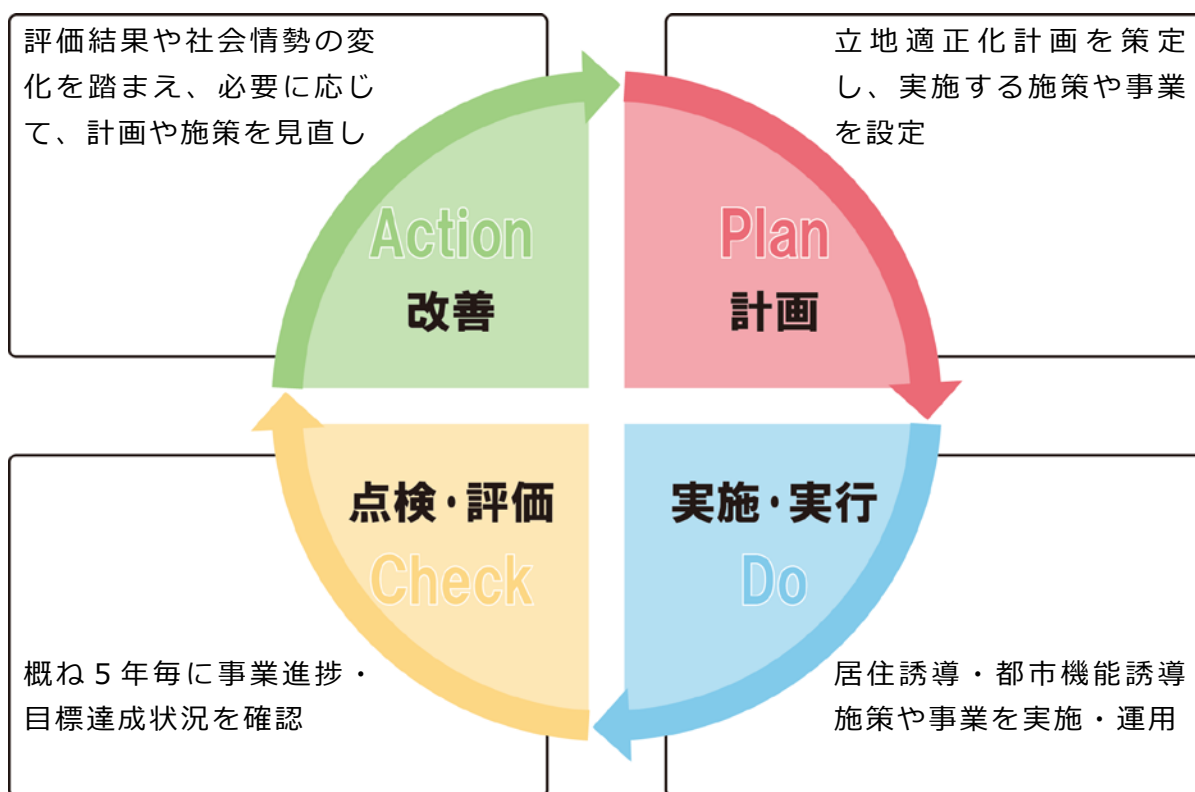 評価結果や社会情勢の変
化を踏まえ、必要に応じ
て、計画や施策を見直し
立地適正化計画を策定
し、実施する施策や事業
を設定
Action
改善
Plan
計画
点検・評価
Check
実施・実行
Do
概ね５年毎に事業進捗・
目標達成状況を確認
居住誘導・都市機能誘導
施策や事業を実施・運用